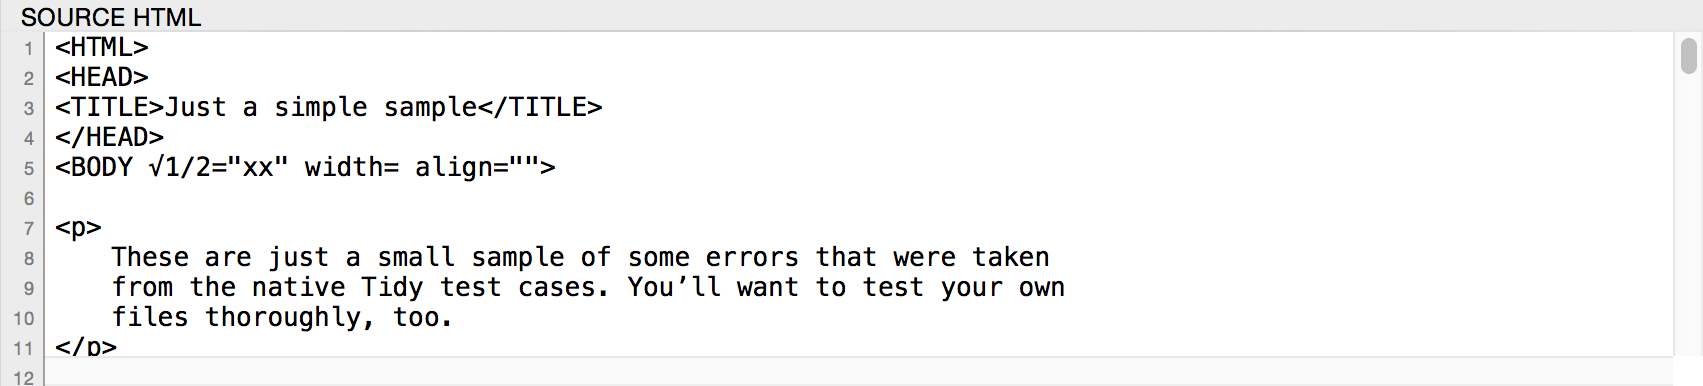 SOURCE HTML
1 <HTML>
2 <HEAD>
3 <TITLE>Just a simple sample</TITLE>
4 </HEAD>
5 <BODY √1/2="xx" width= align="">
6
7 <p>
8 These are just a small sample of some errors that were taken
9 from the native Tidy test cases. You’ll want to test your own
10 files thoroughly, too.
11 </p>
12